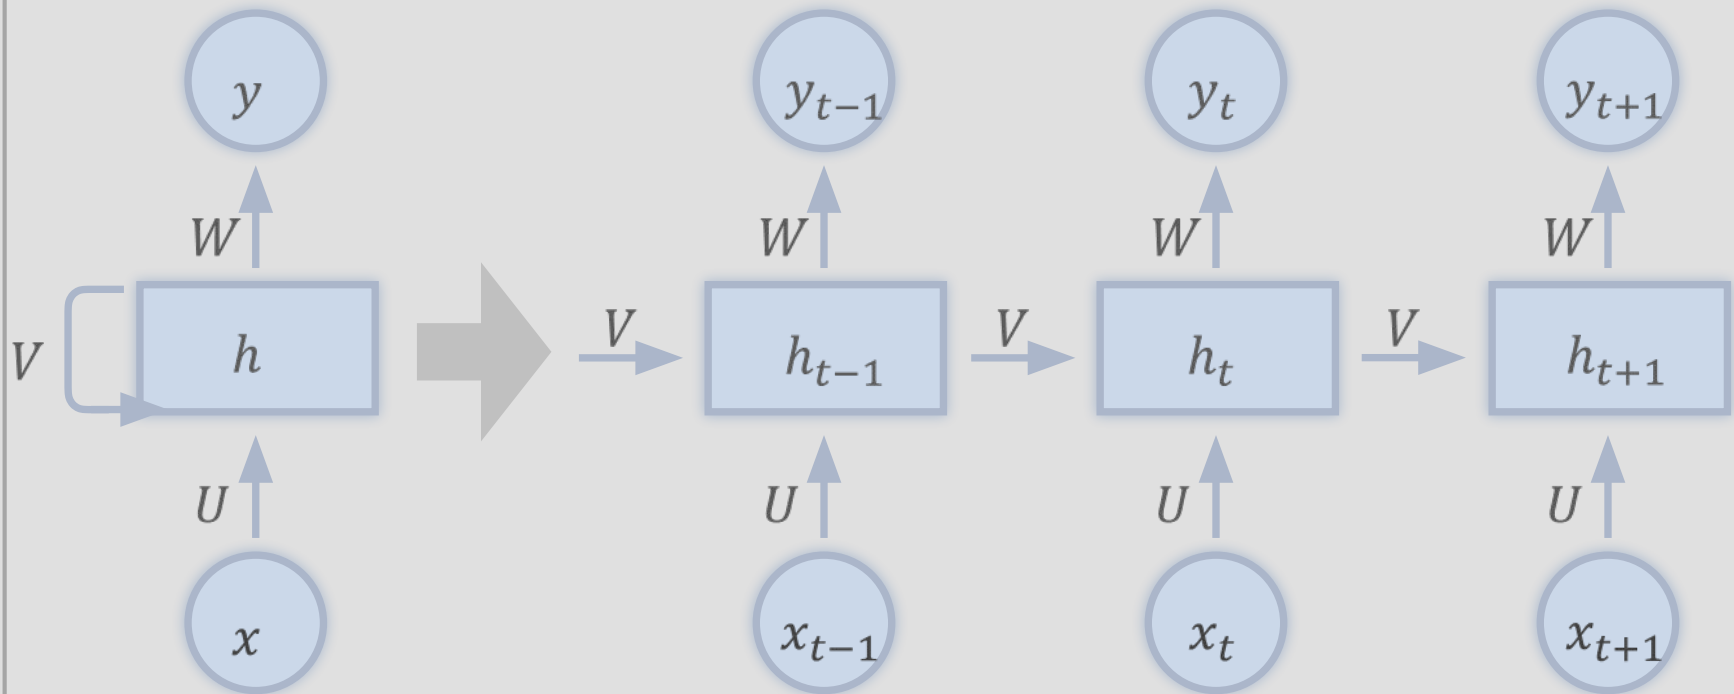 y y_{t-1} y_t y_{t+1}
W W W W
V h V h_{t-1} V h_t V h_{t+1}
U U U U
x x_{t-1} x_t x_{t+1}